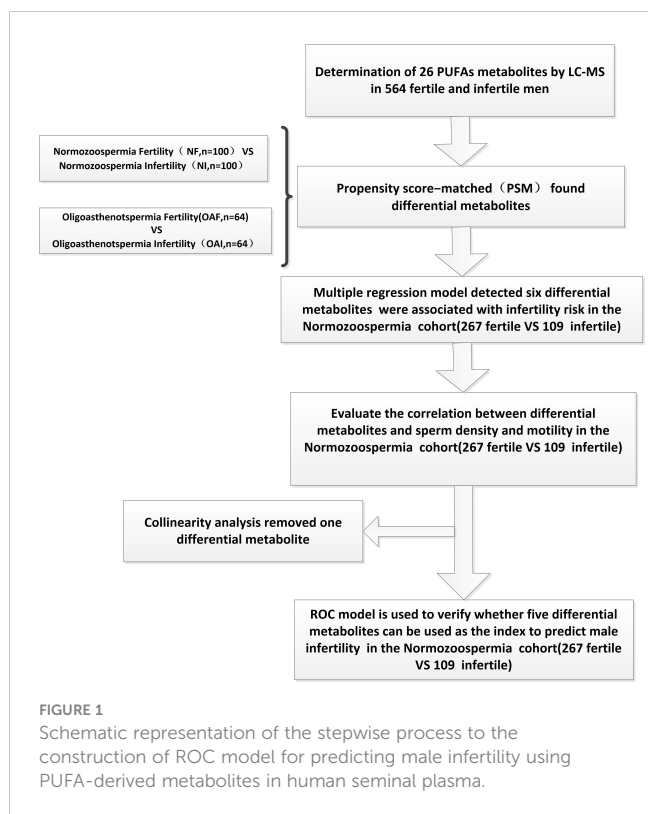 Determination of 26 PUFAs metabolites by LC-MS
in 564 fertile and infertile men
Normozoospermia Fertility（NF,n=100） VS
Normozoospermia Infertility（NI,n=100）
Oligoasthenotspermia Fertility(OAF,n=64)
VS
Oligoasthenotspermia Infertility（OAI,n=64）
Propensity score–matched（PSM） found
differential metabolites
Multiple regression model detected six differential
metabolites were associated with infertility risk in the
Normozoospermia cohort(267 fertile VS 109 infertile)
Evaluate the correlation between differential
metabolites and sperm density and motility in the
Normozoospermia cohort(267 fertile VS 109 infertile)
Collinearity analysis removed one
differential metabolite
ROC model is used to verify whether five differential
metabolites can be used as the index to predict male
infertility in the Normozoospermia cohort(267 fertile
VS 109 infertile)
FIGURE 1
Schematic representation of the stepwise process to the
construction of ROC model for predicting male infertility using
PUFA-derived metabolites in human seminal plasma.